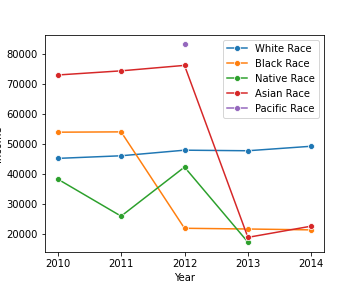 White Race
Black Race
Native Race
Asian Race
Pacific Race
80000
70000
60000
50000
40000
30000
20000
2010
2011
2012
2013
2014
Year